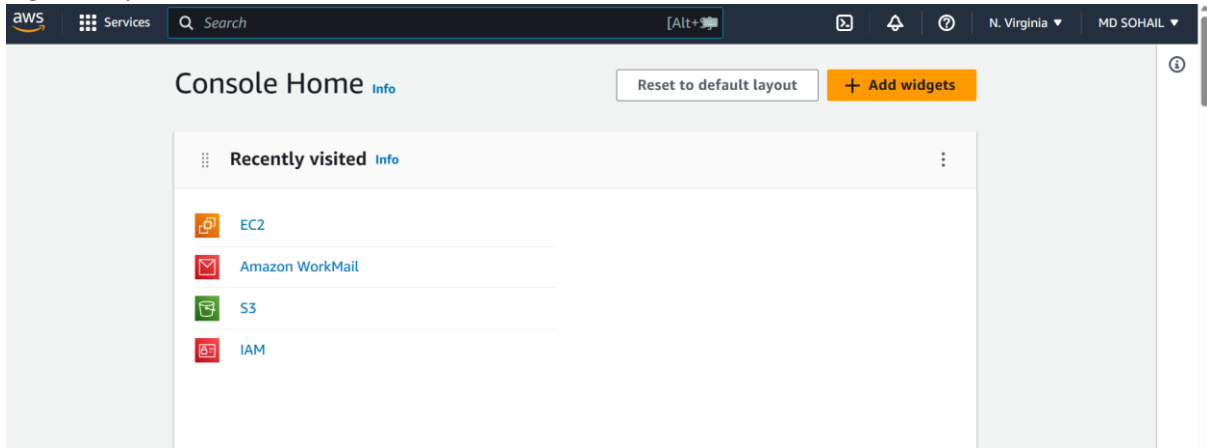 aws Services Search [Alt+S] N. Virginia ▼ MD SOHAIL ▼
Console Home Info Reset to default layout + Add widgets
Recently visited Info
EC2
Amazon WorkMail
S3
IAM